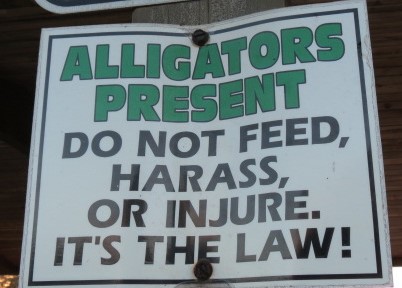 ALLIGATORS
PRESENT
DO NOT FEED,
HARASS,
OR INJURE.
IT'S THE LAW!